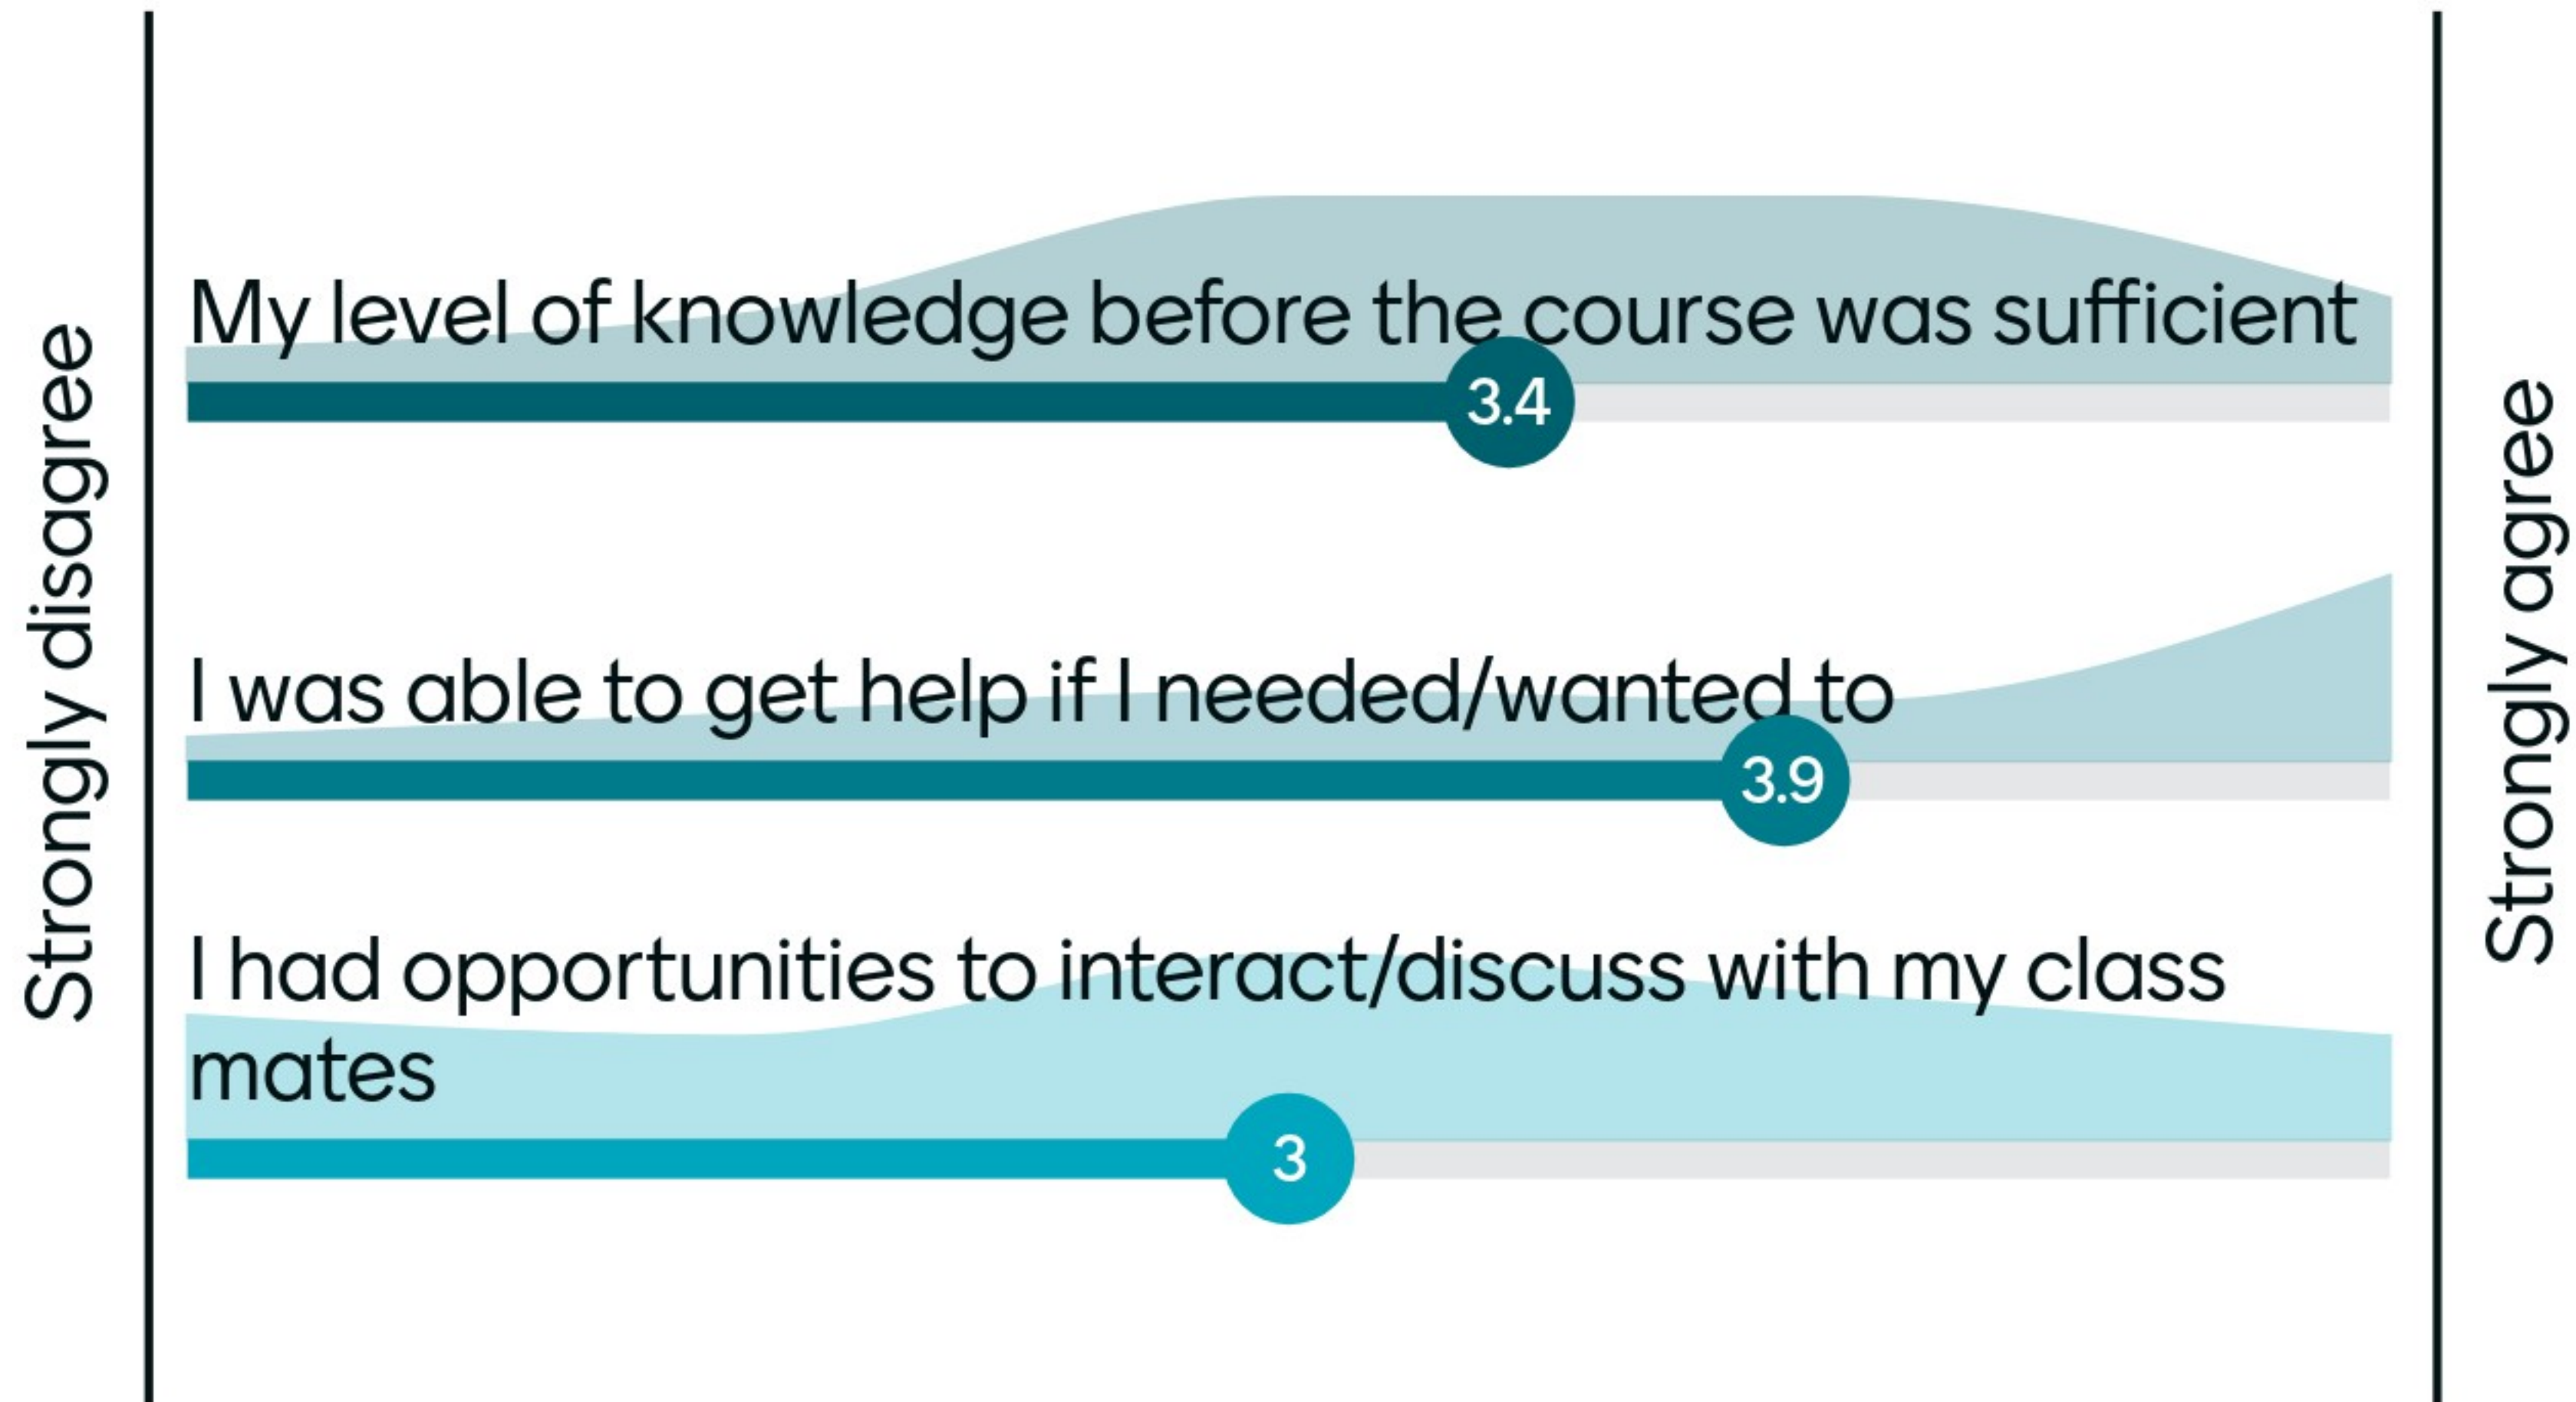 Strongly disagree
My level of knowledge before the course was sufficient
3.4
I was able to get help if I needed/wanted to
3.9
I had opportunities to interact/discuss with my class
mates
3
Strongly agree